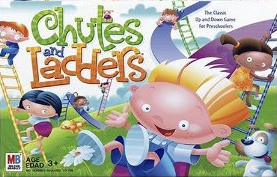 Chutes
and
Ladders
The Classic
Up and Down Game
for Preschoolers
MB
AGE
EDAD 3+